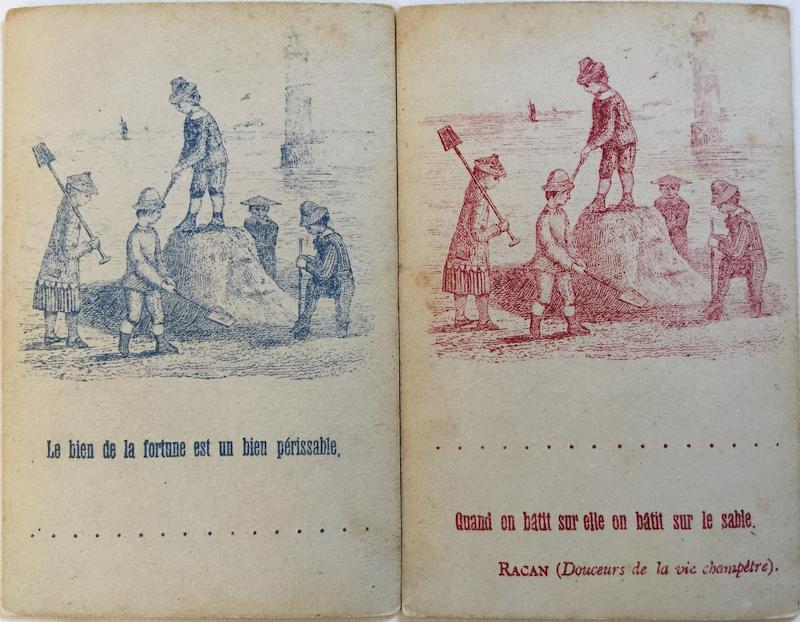 Le bien de la fortune est un bien périssable,
. . . . . . . . . . . . . . . . .
. . . . . . . . . . . . . . . .
Quand on bâtit sur elle on bâtit sur le sable.
RACAN (Douceurs de la vie champêtre).